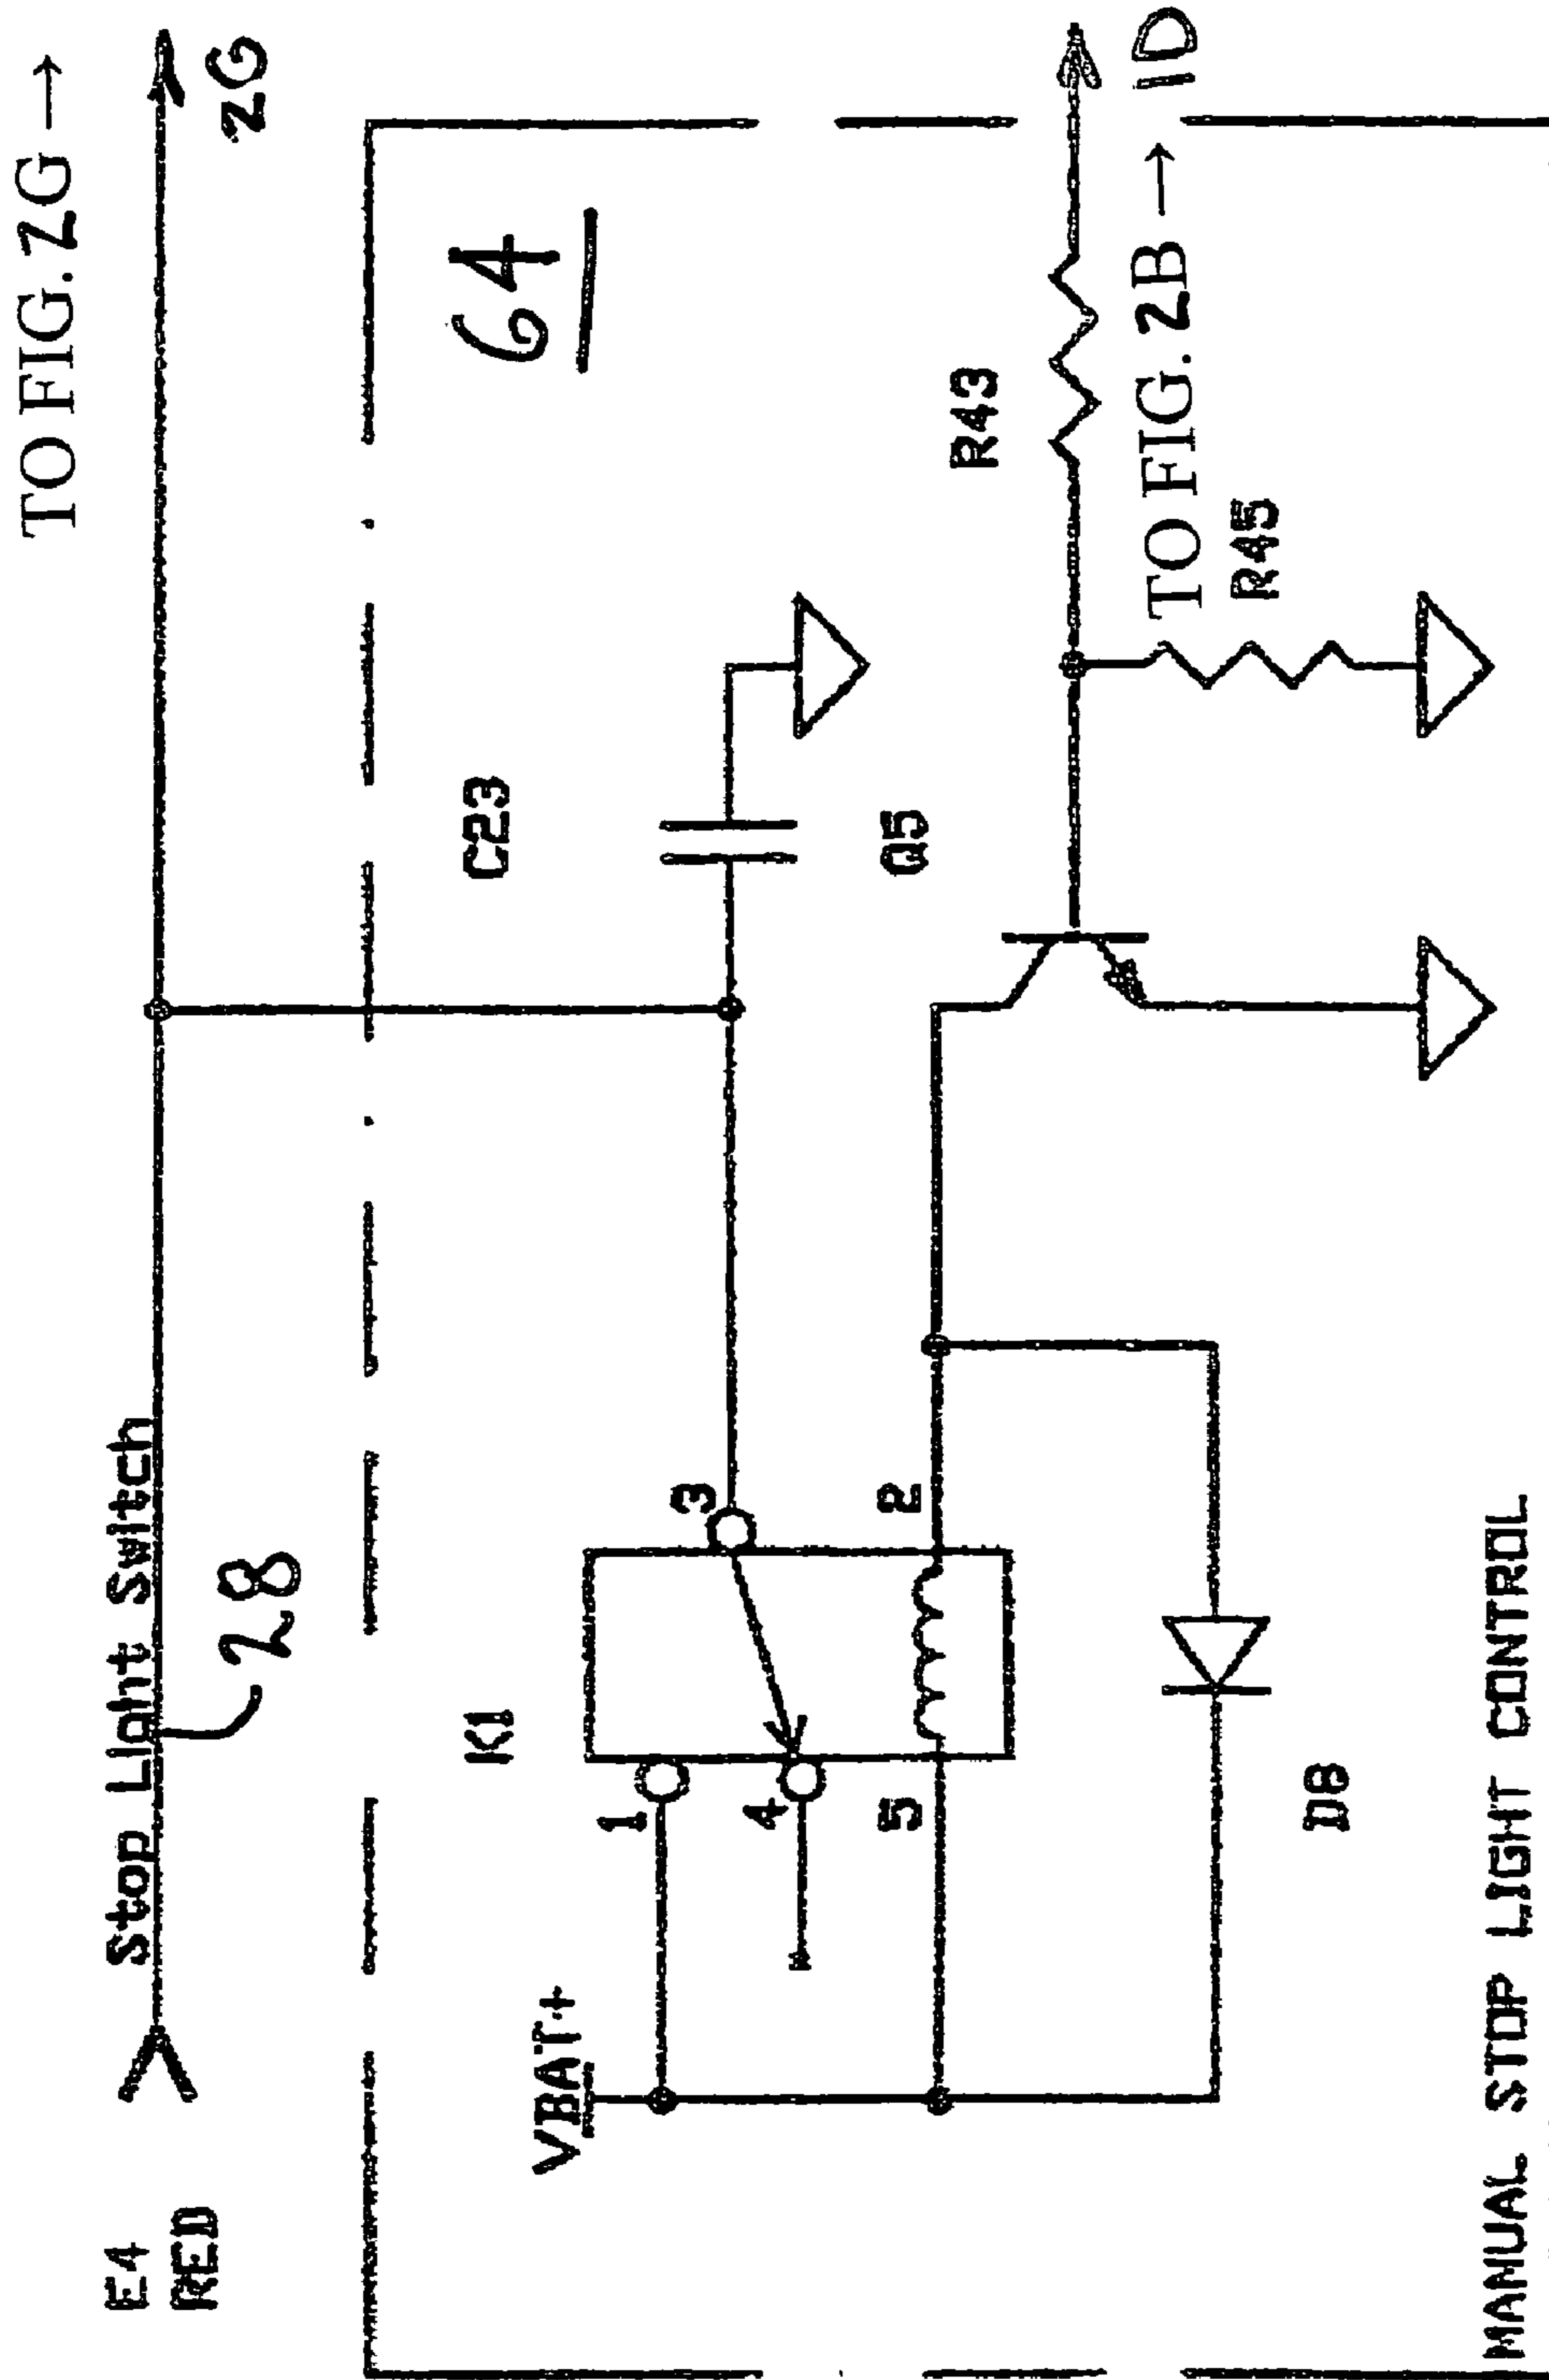 TO FIG. 2G →
2G
E4
RED
Stop Light Switch
28
64
C23
K1
VBAT+
1
3
4
5
2
Q5
R43
1D
TO FIG. 2B →
R45
D8
MANUAL STOP LIGHT CONTROL